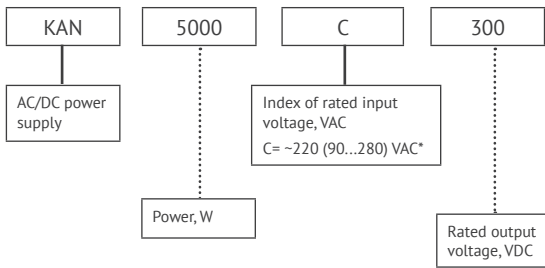 KAN 5000 C 300
AC/DC power
supply
Index of rated input
voltage, VAC
C= ~220 (90...280) VAC*
Power, W
Rated output
voltage, VDC